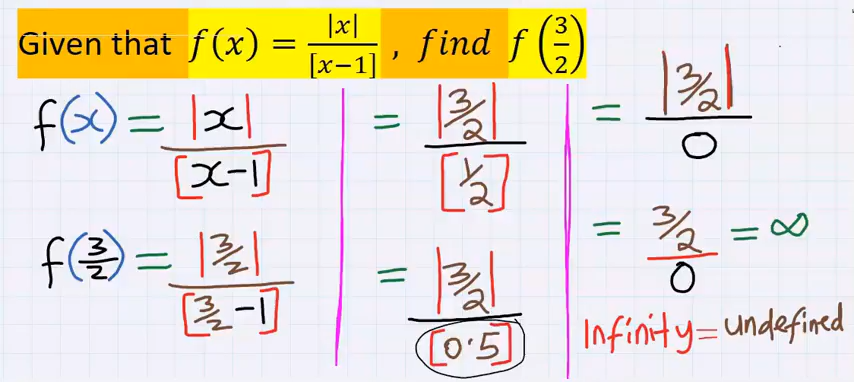 Given that f(x) = |x| / [x−1] , find f(3/2)
f(x) = |x| / [x-1]
f(3/2) = |3/2| / [3/2 -1]
= |3/2| / [1/2]
= |3/2| / [0.5]
= |3/2| / 0
= 3/2 / 0 = ∞
Infinity = undefined